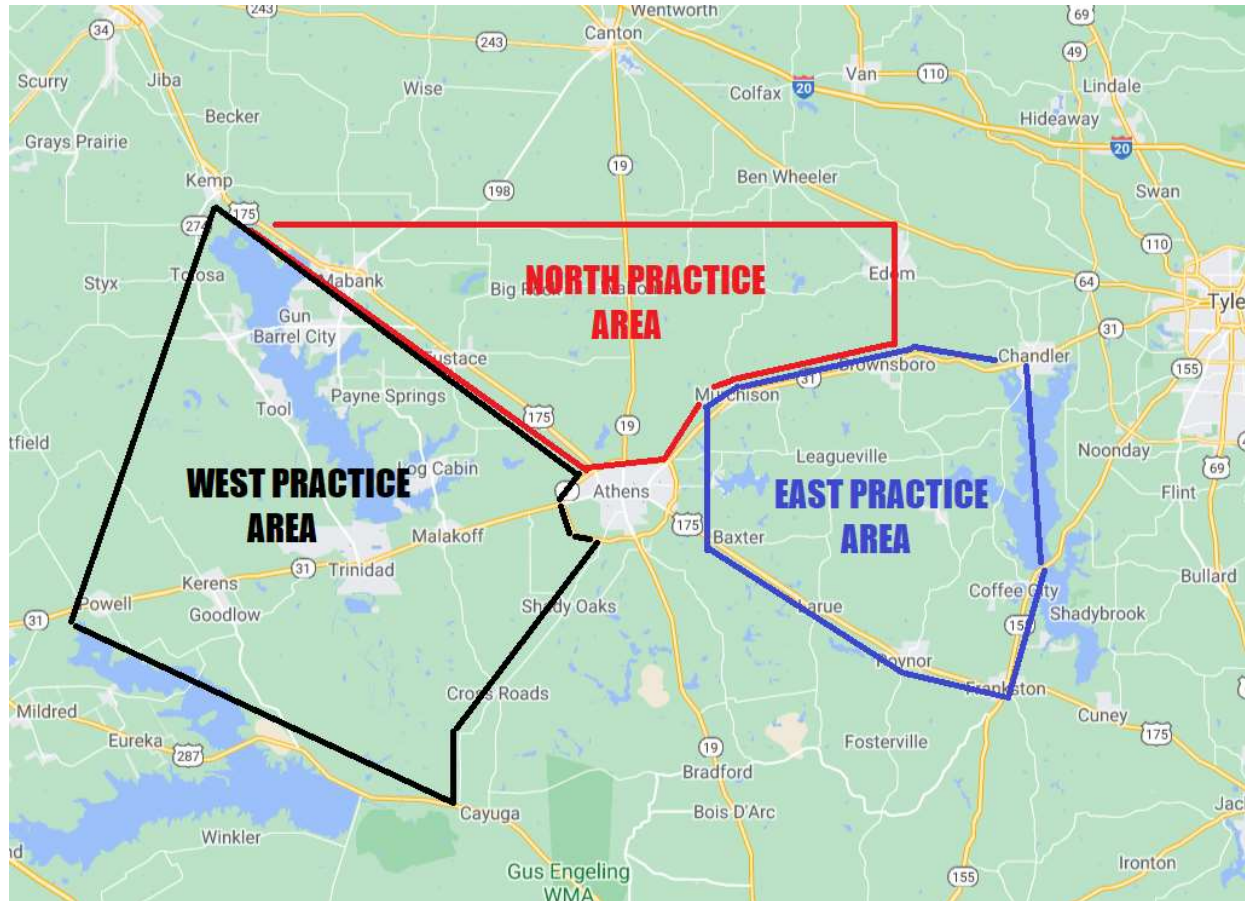 Wentworth
243
69
34
Canton
243
Van
110
49
Scurry
Jiba
Lindale
Wise
Colfax
20
Becker
Hideaway
20
Grays Prairie
19
Ben Wheeler
Kemp
198
Swan
175
274
110
Tolosa
Mabank
Edom
NORTH PRACTICE
AREA
Styx
64
Gun
Barrel City
31
Eustace
Chandler
Brownsboro
155
31
Payne Springs
Murchison
Tool
175
19
Noonday
Leagueville
69
Log Cabin
WEST PRACTICE
AREA
Athens
EAST PRACTICE
AREA
Flint
175
Malakoff
Baxter
31
Trinidad
Kerens
Coffee City
Bullard
Powell
Goodlow
Shady Oaks
Larue
Shadybrook
31
155
Poynor
Frankston
Cross Roads
Mildred
Cuney
175
Eureka
287
Fosterville
19
Bradford
Cayuga
Bois D'Arc
Winkler
Gus Engeling
WMA
Ironton
155